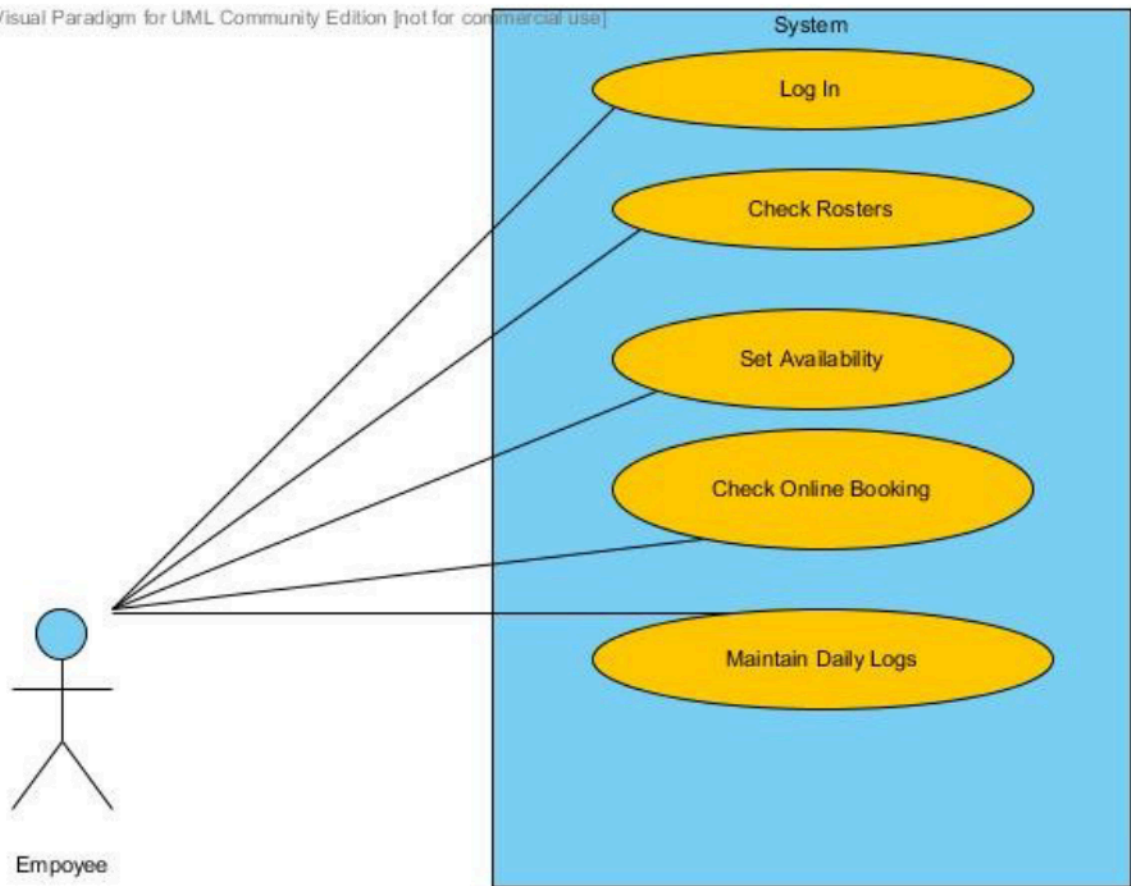 Visual Paradigm for UML Community Edition [not for commercial use]
System
Log In
Check Rosters
Set Availability
Check Online Booking
Maintain Daily Logs
Empoyee